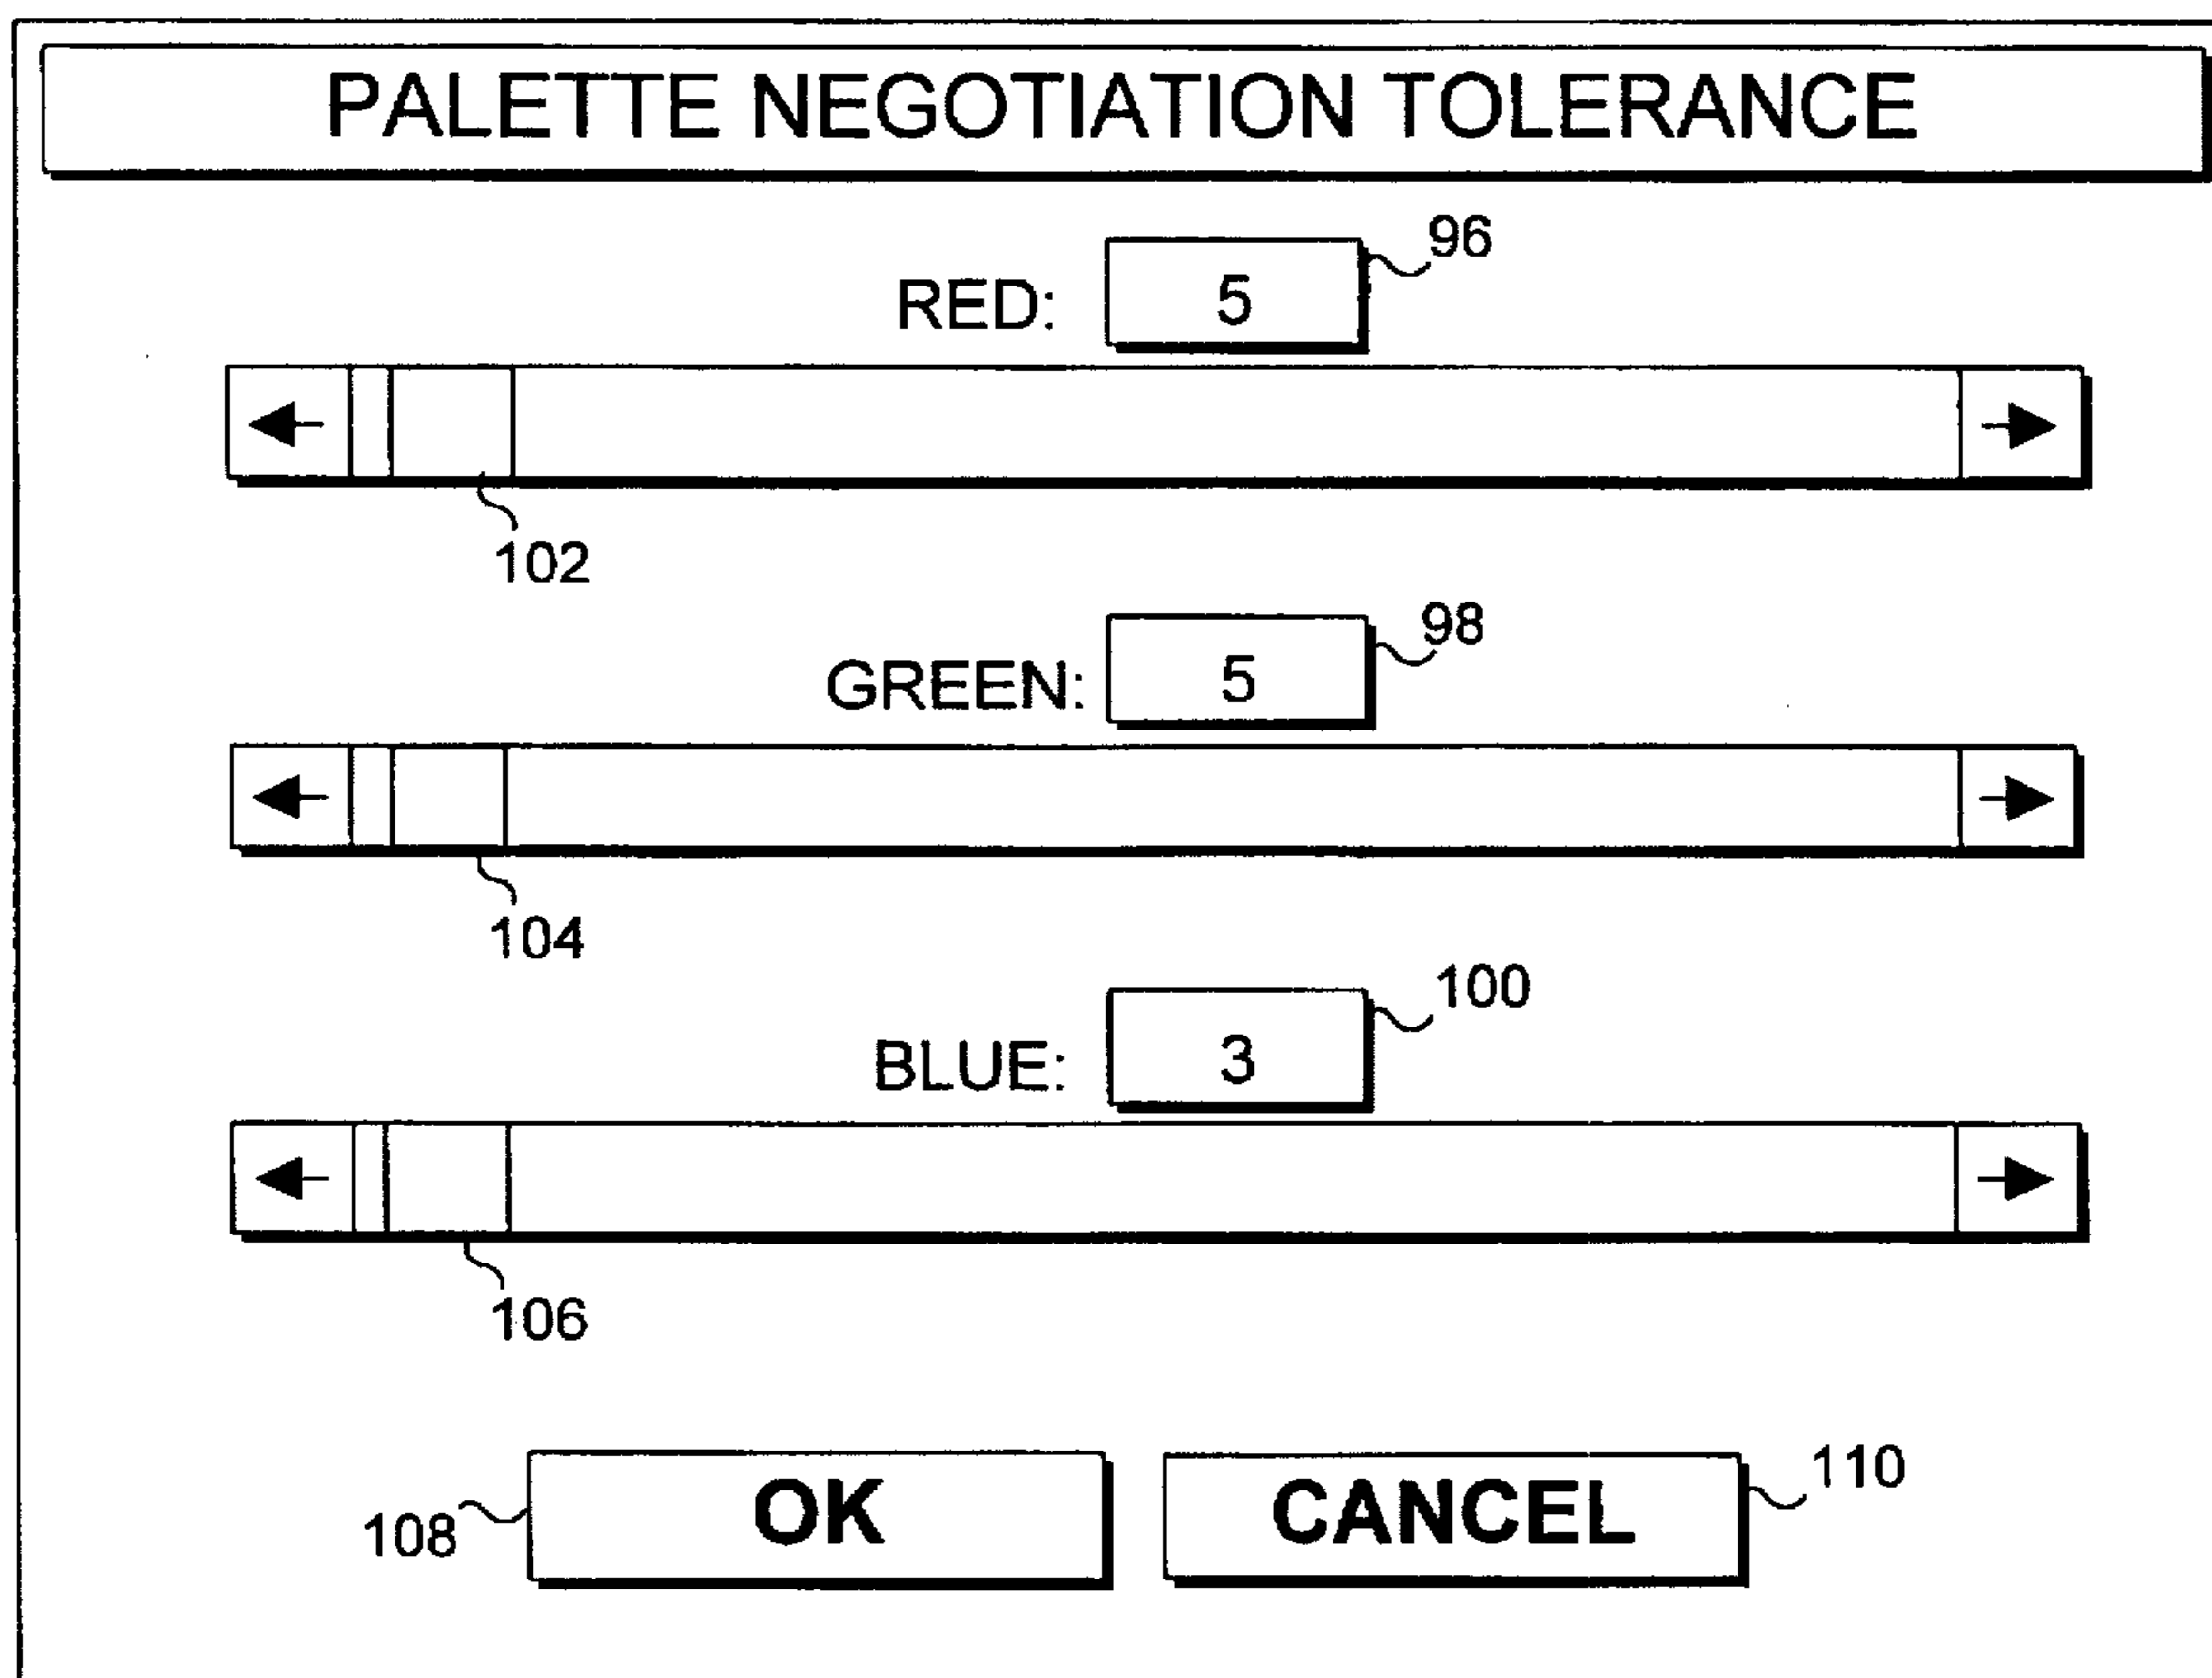 PALETTE NEGOTIATION TOLERANCE
96
RED: 5
102
98
GREEN: 5
104
100
BLUE: 3
106
108 OK CANCEL 110